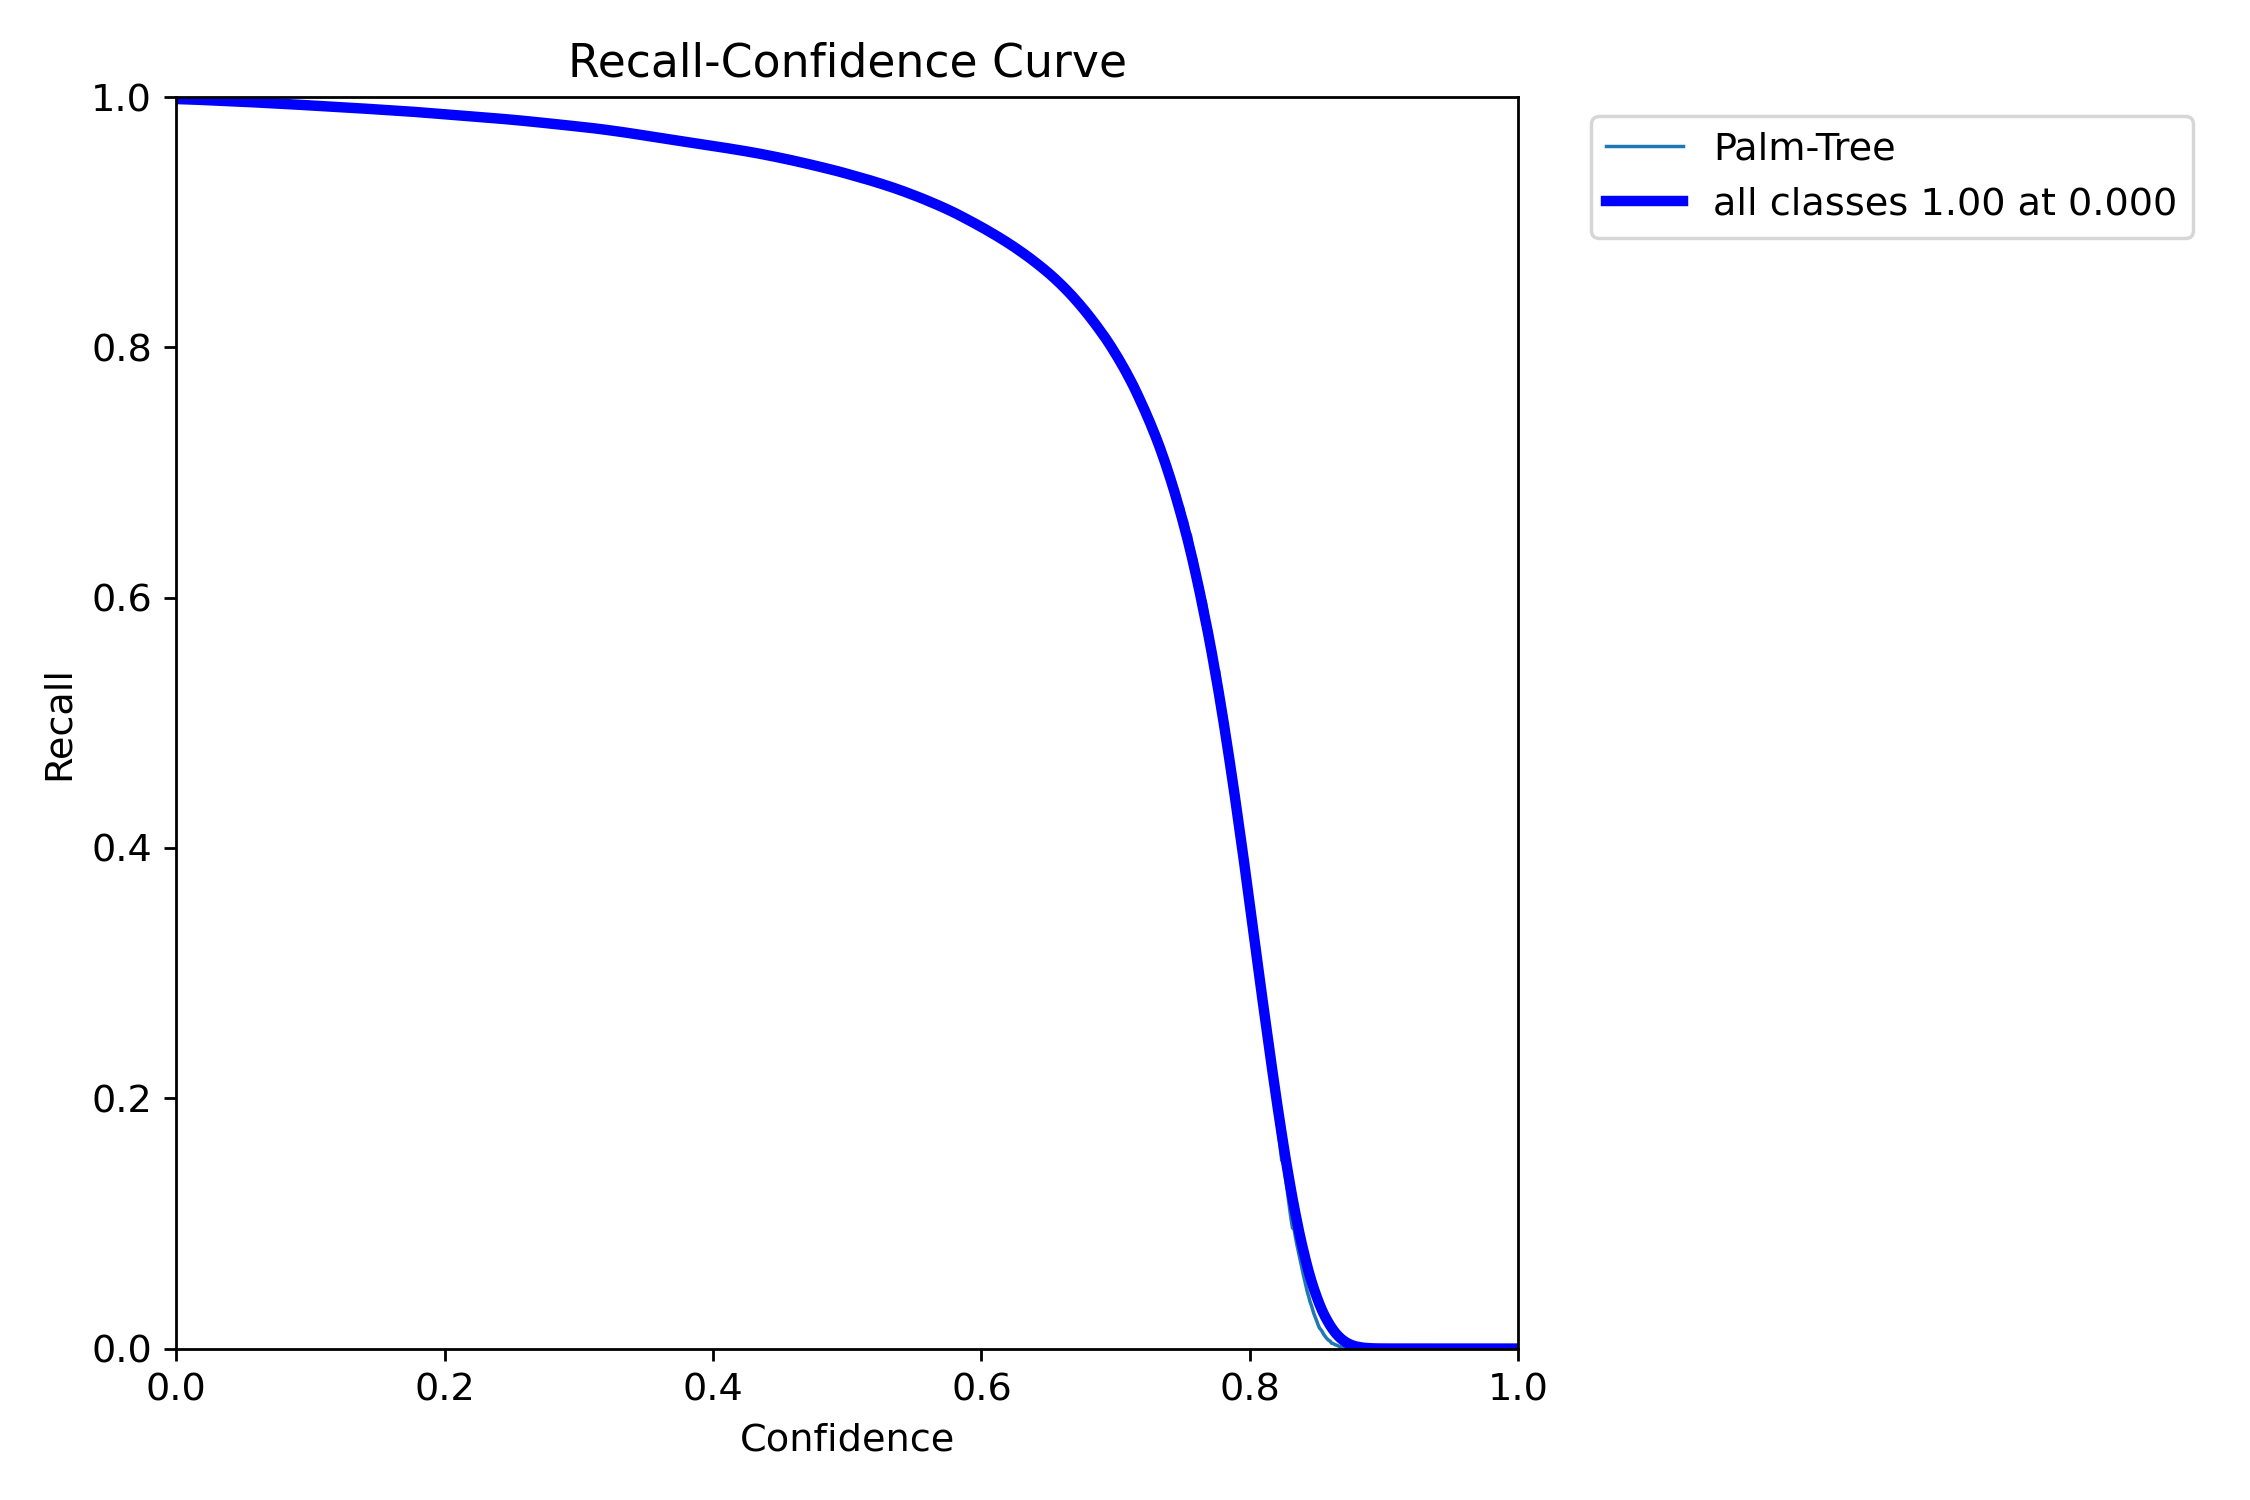 Recall-Confidence Curve
1.0
0.8
0.6
0.4
0.2
0.0
Recall
0.0 0.2 0.4 0.6 0.8 1.0
Confidence
Palm-Tree
all classes 1.00 at 0.000